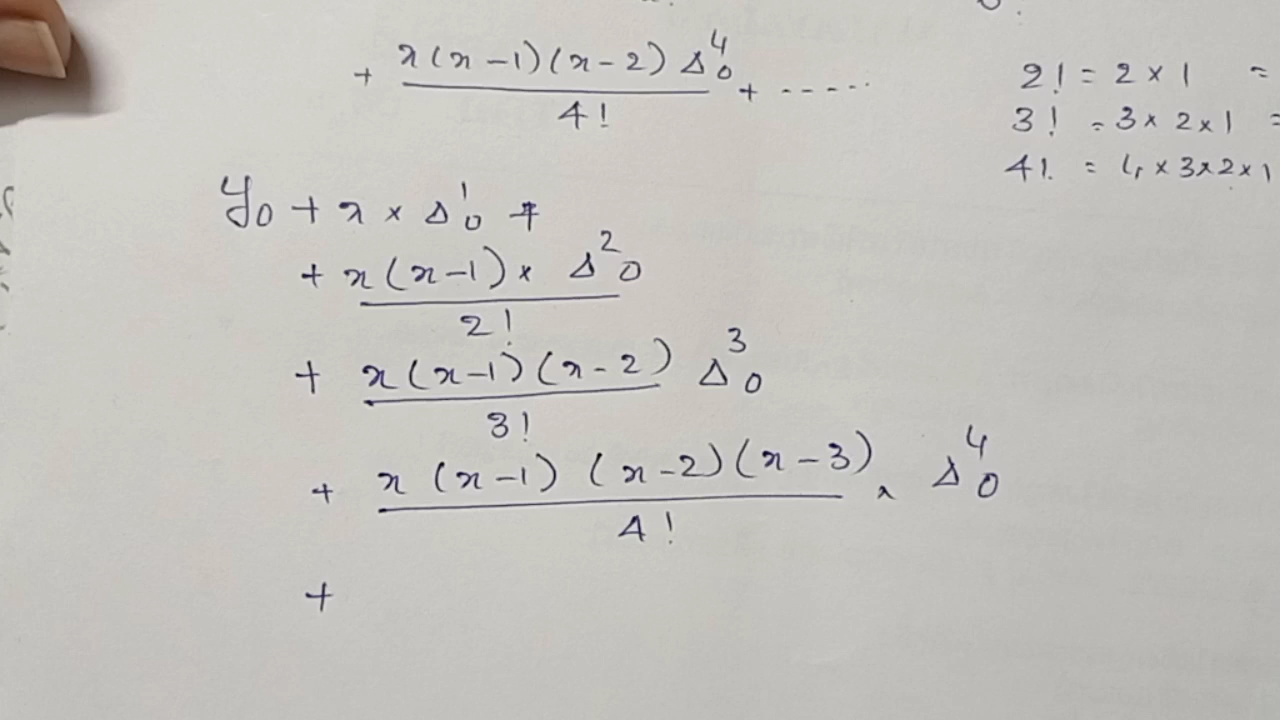 + x(x-1)(x-2) Δ⁴₀ + -----
4!
2! = 2 × 1 =
3! = 3 × 2 × 1 =
4! = 4 × 3 × 2 × 1
y₀ + x × Δ¹₀ +
+ x(x-1) × Δ²₀
2!
+ x(x-1)(x-2) Δ³₀
3!
+ x(x-1)(x-2)(x-3) × Δ⁴₀
4!
+